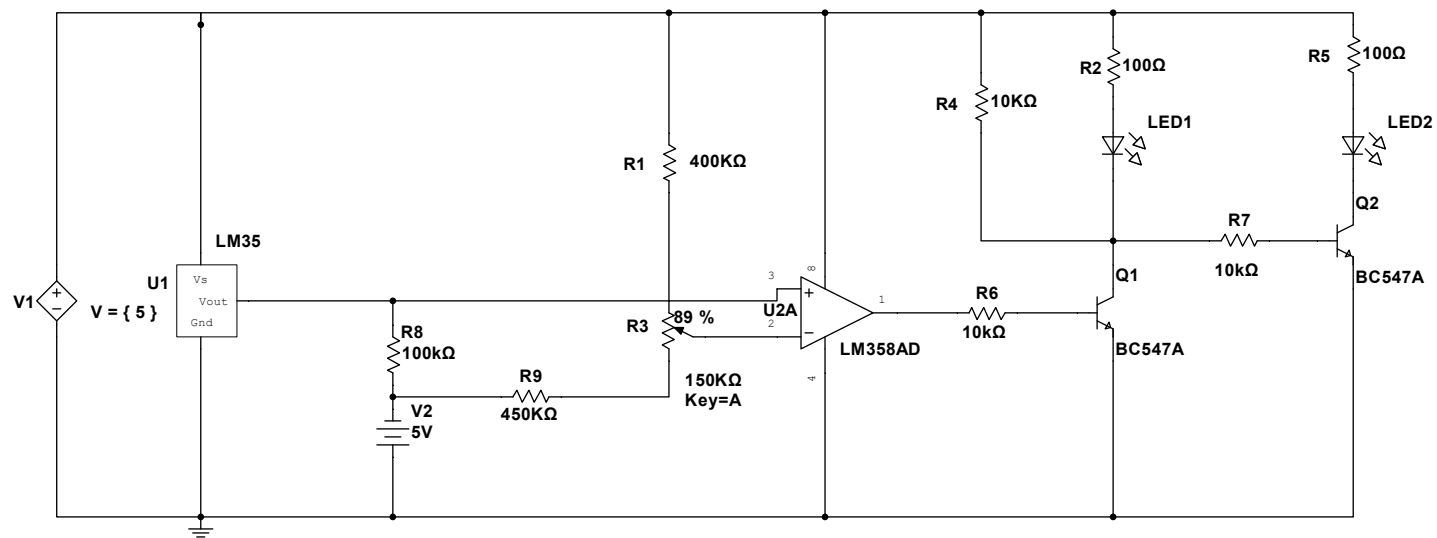 V1
V = { 5 }
LM35
U1
Vs
Vout
Gnd
R8
100kΩ
V2
5V
R9
450KΩ
R1
400KΩ
R3
89 %
150KΩ
Key=A
3
2
8
4
1
U2A
LM358AD
R6
10kΩ
R4
10KΩ
R2
100Ω
LED1
Q1
BC547A
R7
10kΩ
R5
100Ω
LED2
Q2
BC547A